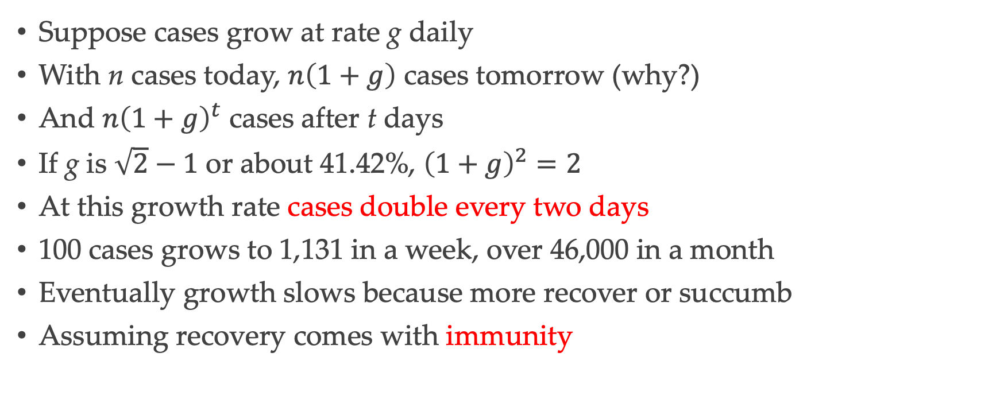 • Suppose cases grow at rate g daily
• With n cases today, n(1 + g) cases tomorrow (why?)
• And n(1 + g)^t cases after t days
• If g is √2 − 1 or about 41.42%, (1 + g)² = 2
• At this growth rate cases double every two days
• 100 cases grows to 1,131 in a week, over 46,000 in a month
• Eventually growth slows because more recover or succumb
• Assuming recovery comes with immunity